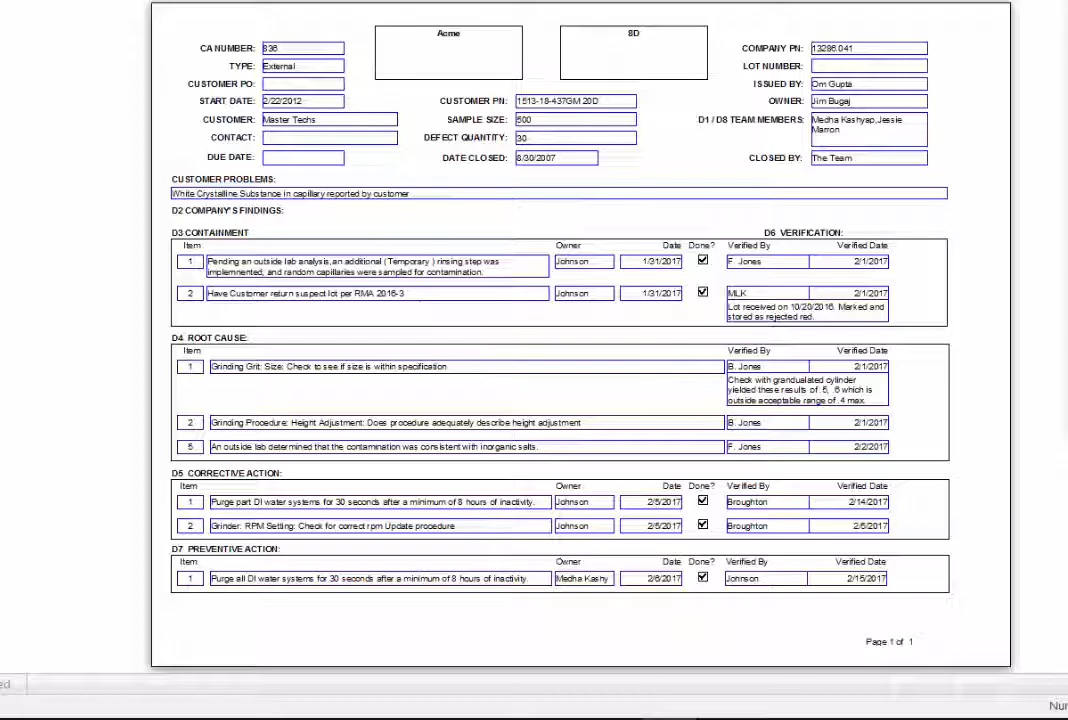 Acme
8D
CA NUMBER: 836
COMPANY PN: 13286.041
TYPE: External
LOT NUMBER:
CUSTOMER PO:
ISSUED BY: Om Gupta
START DATE: 2/22/2012
CUSTOMER PN: 1513-18-437GM 20D
OWNER: Jim Bugaj
CUSTOMER: Master Techs
SAMPLE SIZE: 500
D1 / D8 TEAM MEMBERS: Medha Kashyap,Jessie
Marron
CONTACT:
DEFECT QUANTITY: 30
DUE DATE:
DATE CLOSED: 8/30/2007
CLOSED BY: The Team
CUSTOMER PROBLEMS:
White Crystalline Substance in capillary reported by customer
D2 COMPANY'S FINDINGS:
D3 CONTAINMENT D6 VERIFICATION:
Item Owner Date Done? Verified By Verified Date
1 Pending an outside lab analysis,an additional ( Temporary ) rinsing step was Johnson 1/31/2017 F. Jones 2/1/2017
implemnented, and random capillaries were sampled for contamination.
2 Have Customer return suspect lot per RMA 2016-3 Johnson 1/31/2017 MLK 2/1/2017
Lot received on 10/20/2016. Marked and
stored as rejected red.
D4 ROOT CAUSE:
Item Verified By Verified Date
1 Grinding Grit: Size: Check to see if size is within specification B. Jones 2/1/2017
Check with grandualated cylinder
yielded these results of .5, .6 which is
outside acceptable range of .4 max.
2 Grinding Procedure: Height Adjustment: Does procedure adequately describe height adjustment B. Jones 2/1/2017
5 An outside lab determined that the contamnination was consistent with inorganic salts. F. Jones 2/2/2017
D5 CORRECTIVE ACTION:
Item Owner Date Done? Verified By Verified Date
1 Purge part DI water systems for 30 seconds after a minimum of 8 hours of inactivity. Johnson 2/5/2017 Broughton 2/14/2017
2 Grinder: RPM Setting: Check for correct rpm Update procedure Johnson 2/5/2017 Broughton 2/6/2017
D7 PREVENTIVE ACTION:
Item Owner Date Done? Verified By Verified Date
1 Purge all DI water systems for 30 seconds after a minimum of 8 hours of inactivity. Medha Kashy 2/6/2017 Johnson 2/15/2017
Page 1 of 1
ed
Nur